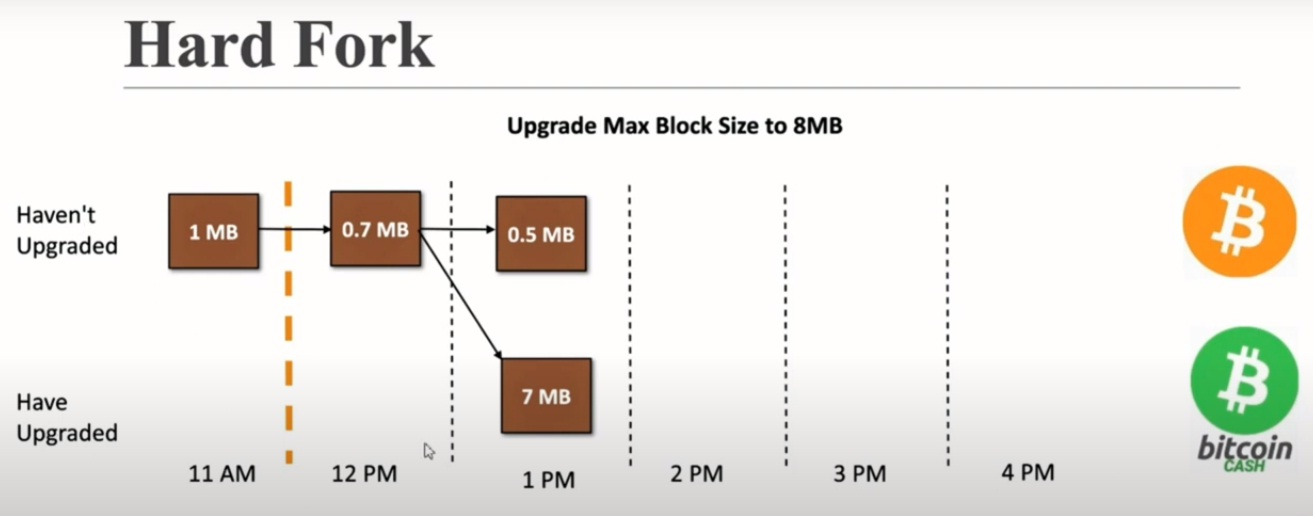 Hard Fork
Upgrade Max Block Size to 8MB
Haven't
Upgraded
1 MB
0.7 MB
0.5 MB
Have
Upgraded
7 MB
bitcoin
CASH
11 AM
12 PM
1 PM
2 PM
3 PM
4 PM